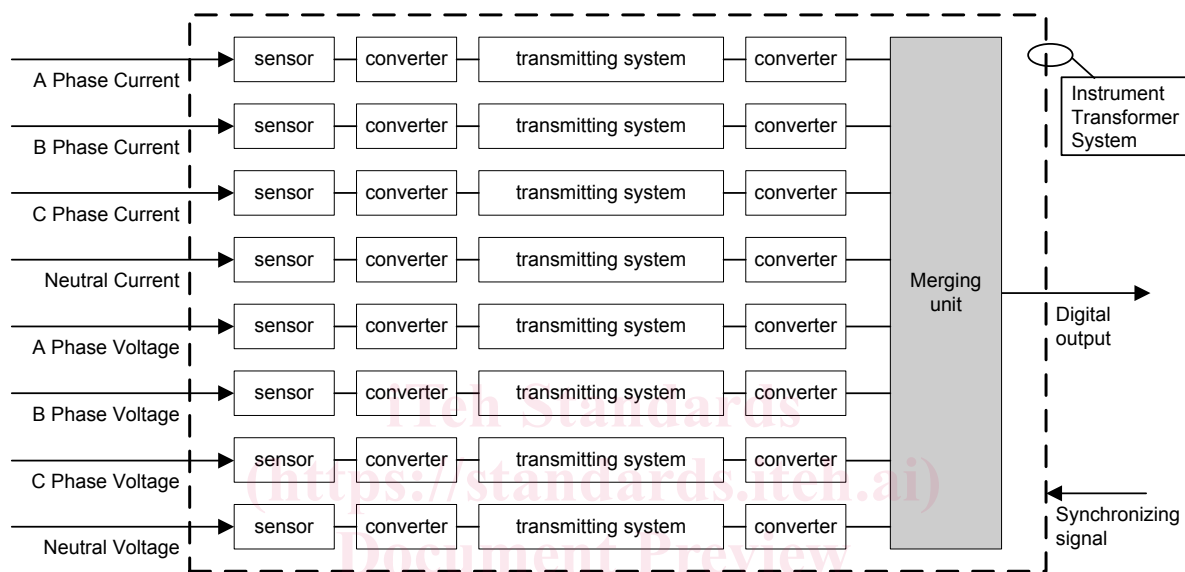 sensor converter transmitting system converter
A Phase Current
sensor converter transmitting system converter
B Phase Current
sensor converter transmitting system converter
C Phase Current
sensor converter transmitting system converter
Neutral Current
sensor converter transmitting system converter
A Phase Voltage
sensor converter transmitting system converter
B Phase Voltage
sensor converter transmitting system converter
C Phase Voltage
sensor converter transmitting system converter
Neutral Voltage
Merging
unit
Instrument
Transformer
System
Digital
output
Synchronizing
signal
iTeh Standards
(https://standards.iteh.ai)
Document Preview